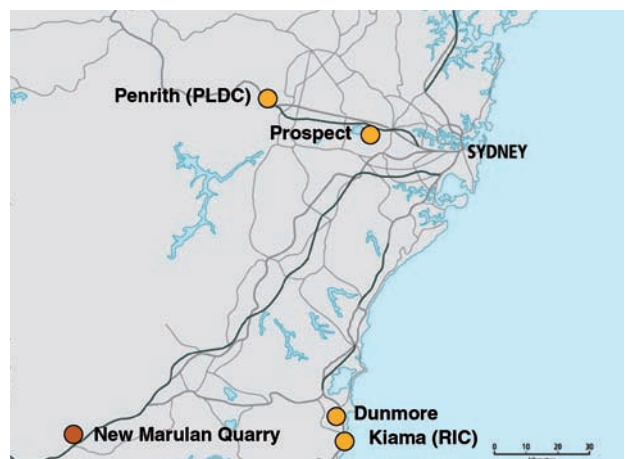 Penrith (PLDC)
Prospect
SYDNEY
Dunmore
New Marulan Quarry
Kiama (RIC)
0 10 20 30